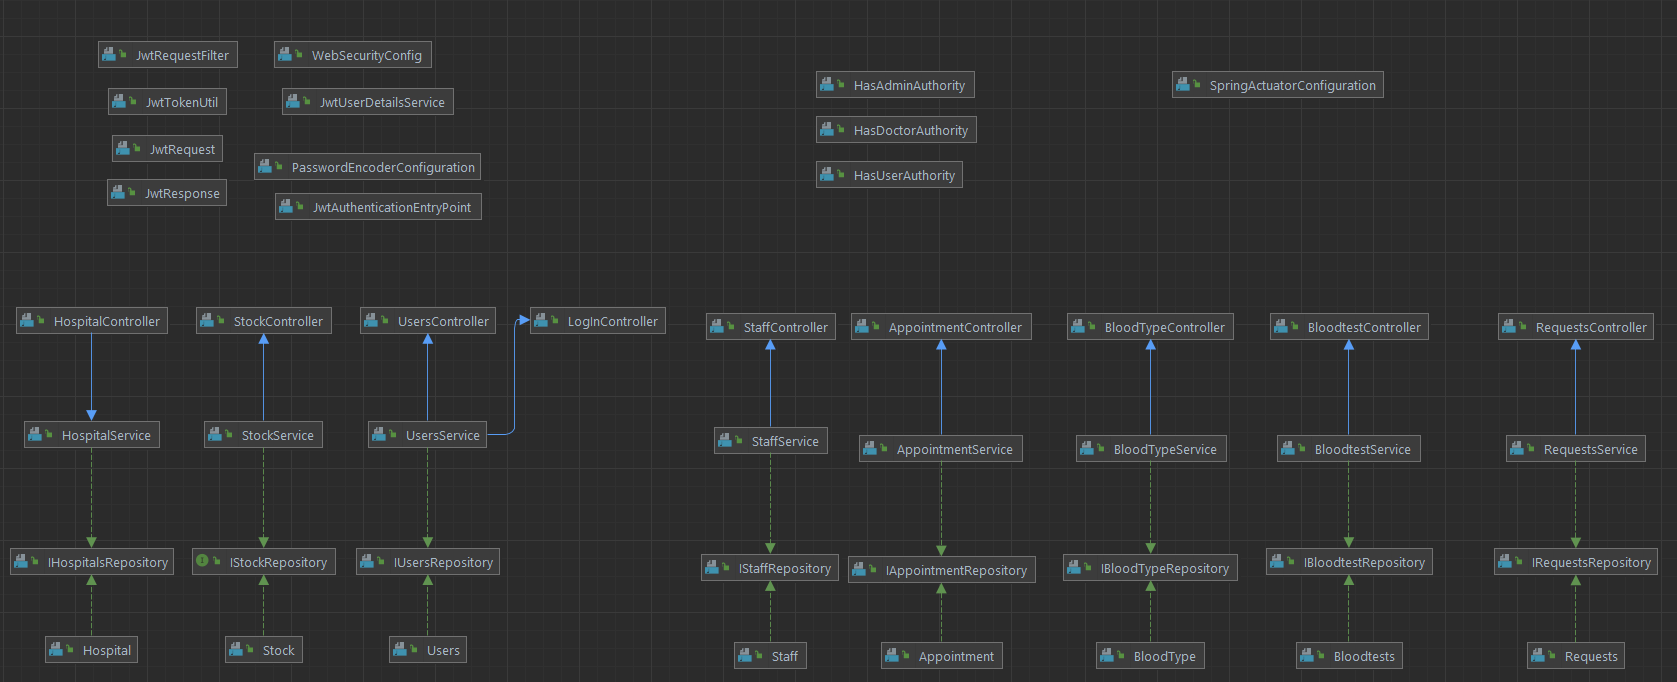 JwtRequestFilter
WebSecurityConfig
HasAdminAuthority
SpringActuatorConfiguration
JwtTokenUtil
JwtUserDetailsService
HasDoctorAuthority
JwtRequest
PasswordEncoderConfiguration
HasUserAuthority
JwtResponse
JwtAuthenticationEntryPoint
HospitalController
StockController
UsersController
LogInController
StaffController
AppointmentController
BloodTypeController
BloodtestController
RequestsController
HospitalService
StockService
UsersService
StaffService
AppointmentService
BloodTypeService
BloodtestService
RequestsService
IHospitalsRepository
IStockRepository
IUsersRepository
IStaffRepository
IAppointmentRepository
IBloodTypeRepository
IBloodtestRepository
IRequestsRepository
Hospital
Stock
Users
Staff
Appointment
BloodType
Bloodtests
Requests